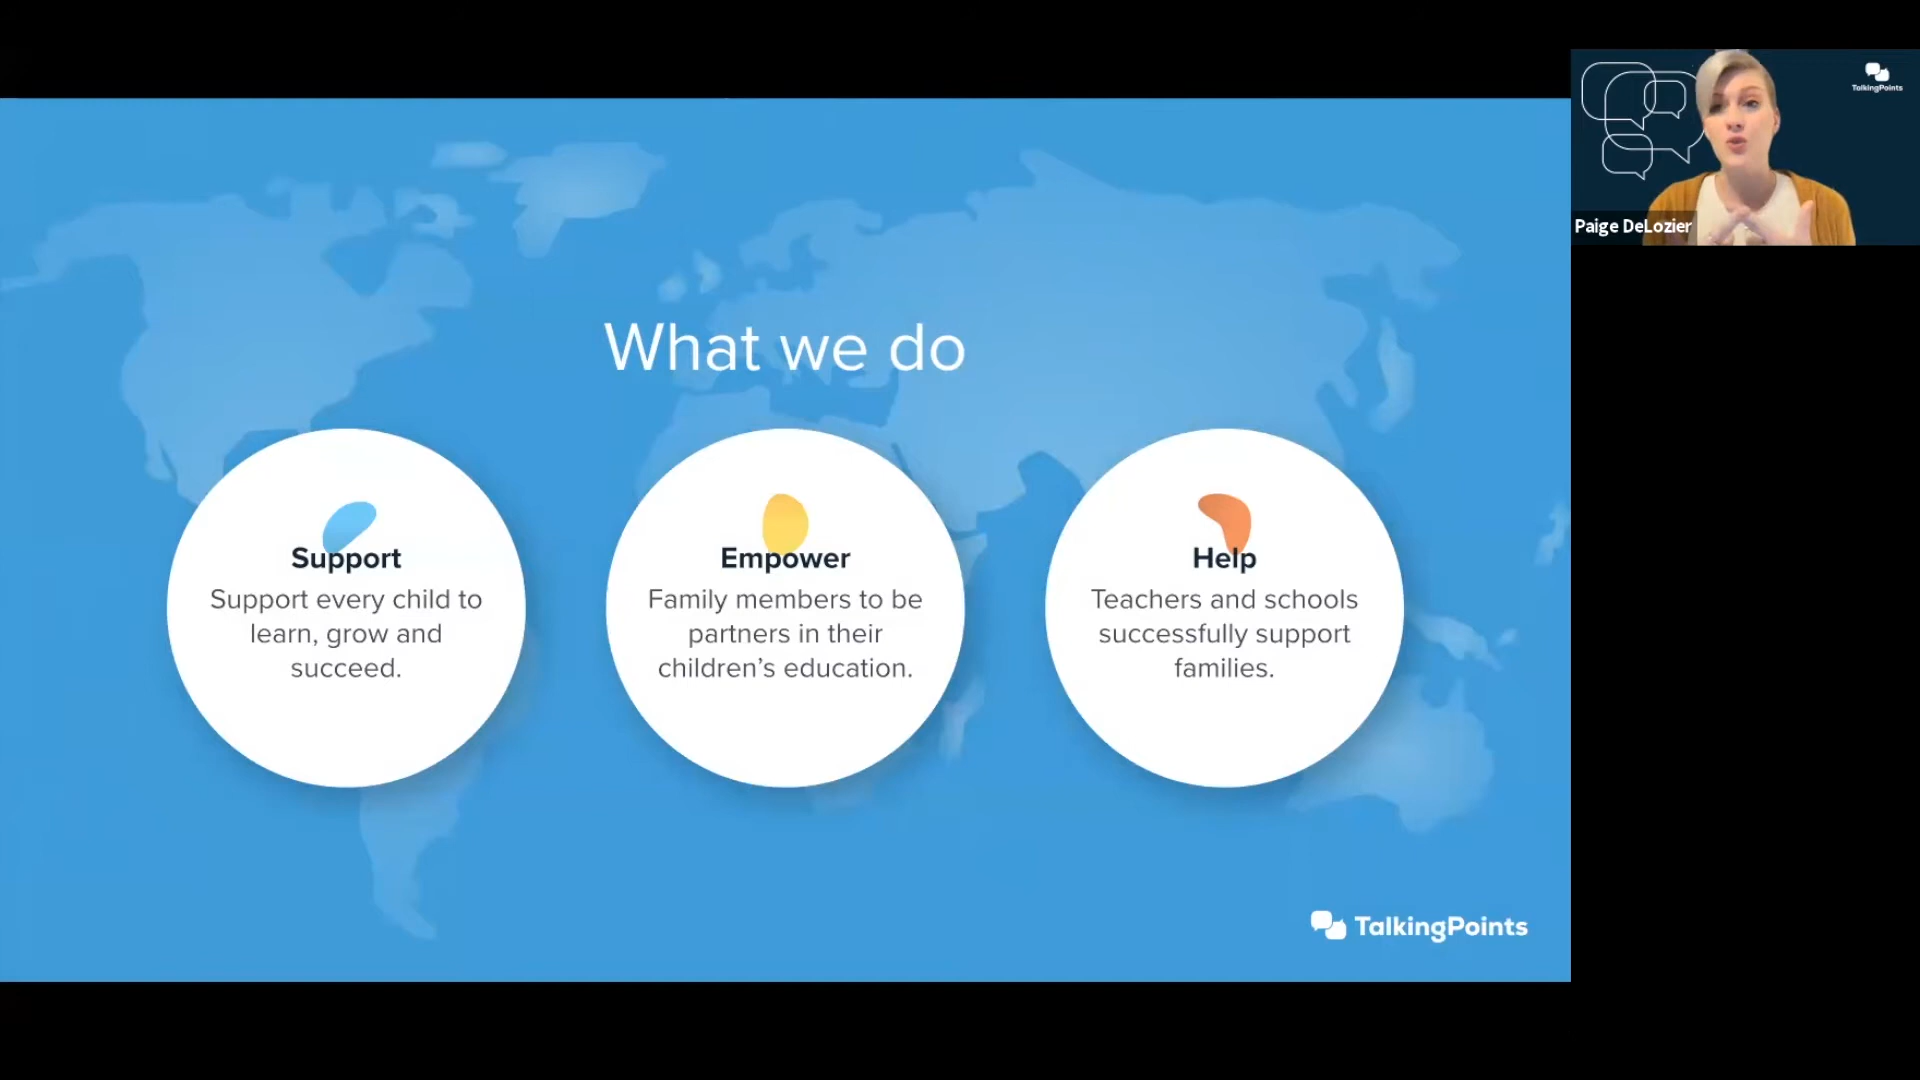 TalkingPoints
Paige DeLozier
What we do
Support
Support every child to
learn, grow and
succeed.
Empower
Family members to be
partners in their
children’s education.
Help
Teachers and schools
successfully support
families.
TalkingPoints